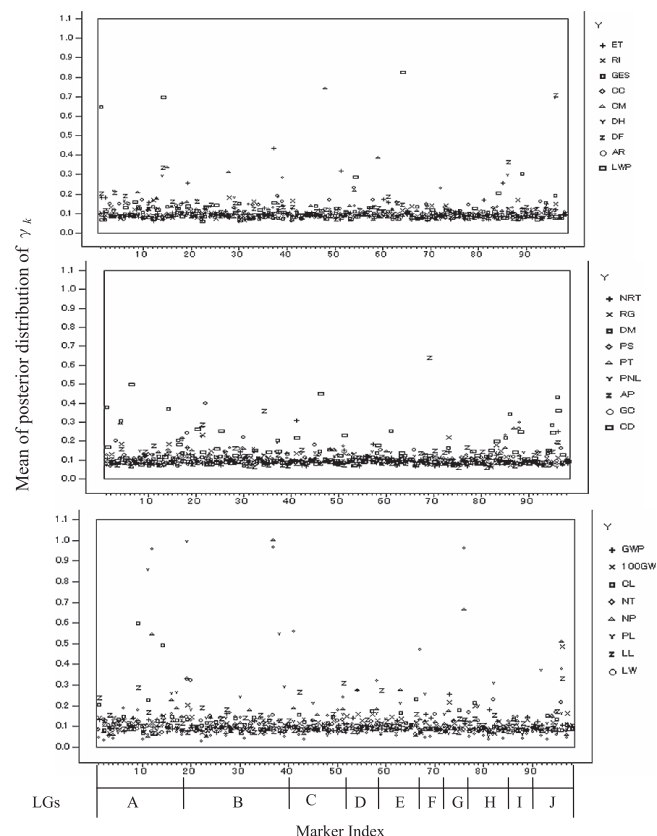 Mean of posterior distribution of γ k
1.1
1.0
0.9
0.8
0.7
0.6
0.5
0.4
0.3
0.2
0.1
0.0
10 20 30 40 50 60 70 80 90
Y
ET
RI
GES
CC
CM
DH
DF
AR
LWP
1.1
1.0
0.9
0.8
0.7
0.6
0.5
0.4
0.3
0.2
0.1
0.0
10 20 30 40 50 60 70 80 90
Y
NRT
RG
DM
PS
PT
PNL
AP
GC
CD
1.1
1.0
0.9
0.8
0.7
0.6
0.5
0.4
0.3
0.2
0.1
0.0
10 20 30 40 50 60 70 80 90
Y
GWP
100GW
CL
NT
NP
PL
LL
LW
LGs A B C D E F G H I J
Marker Index